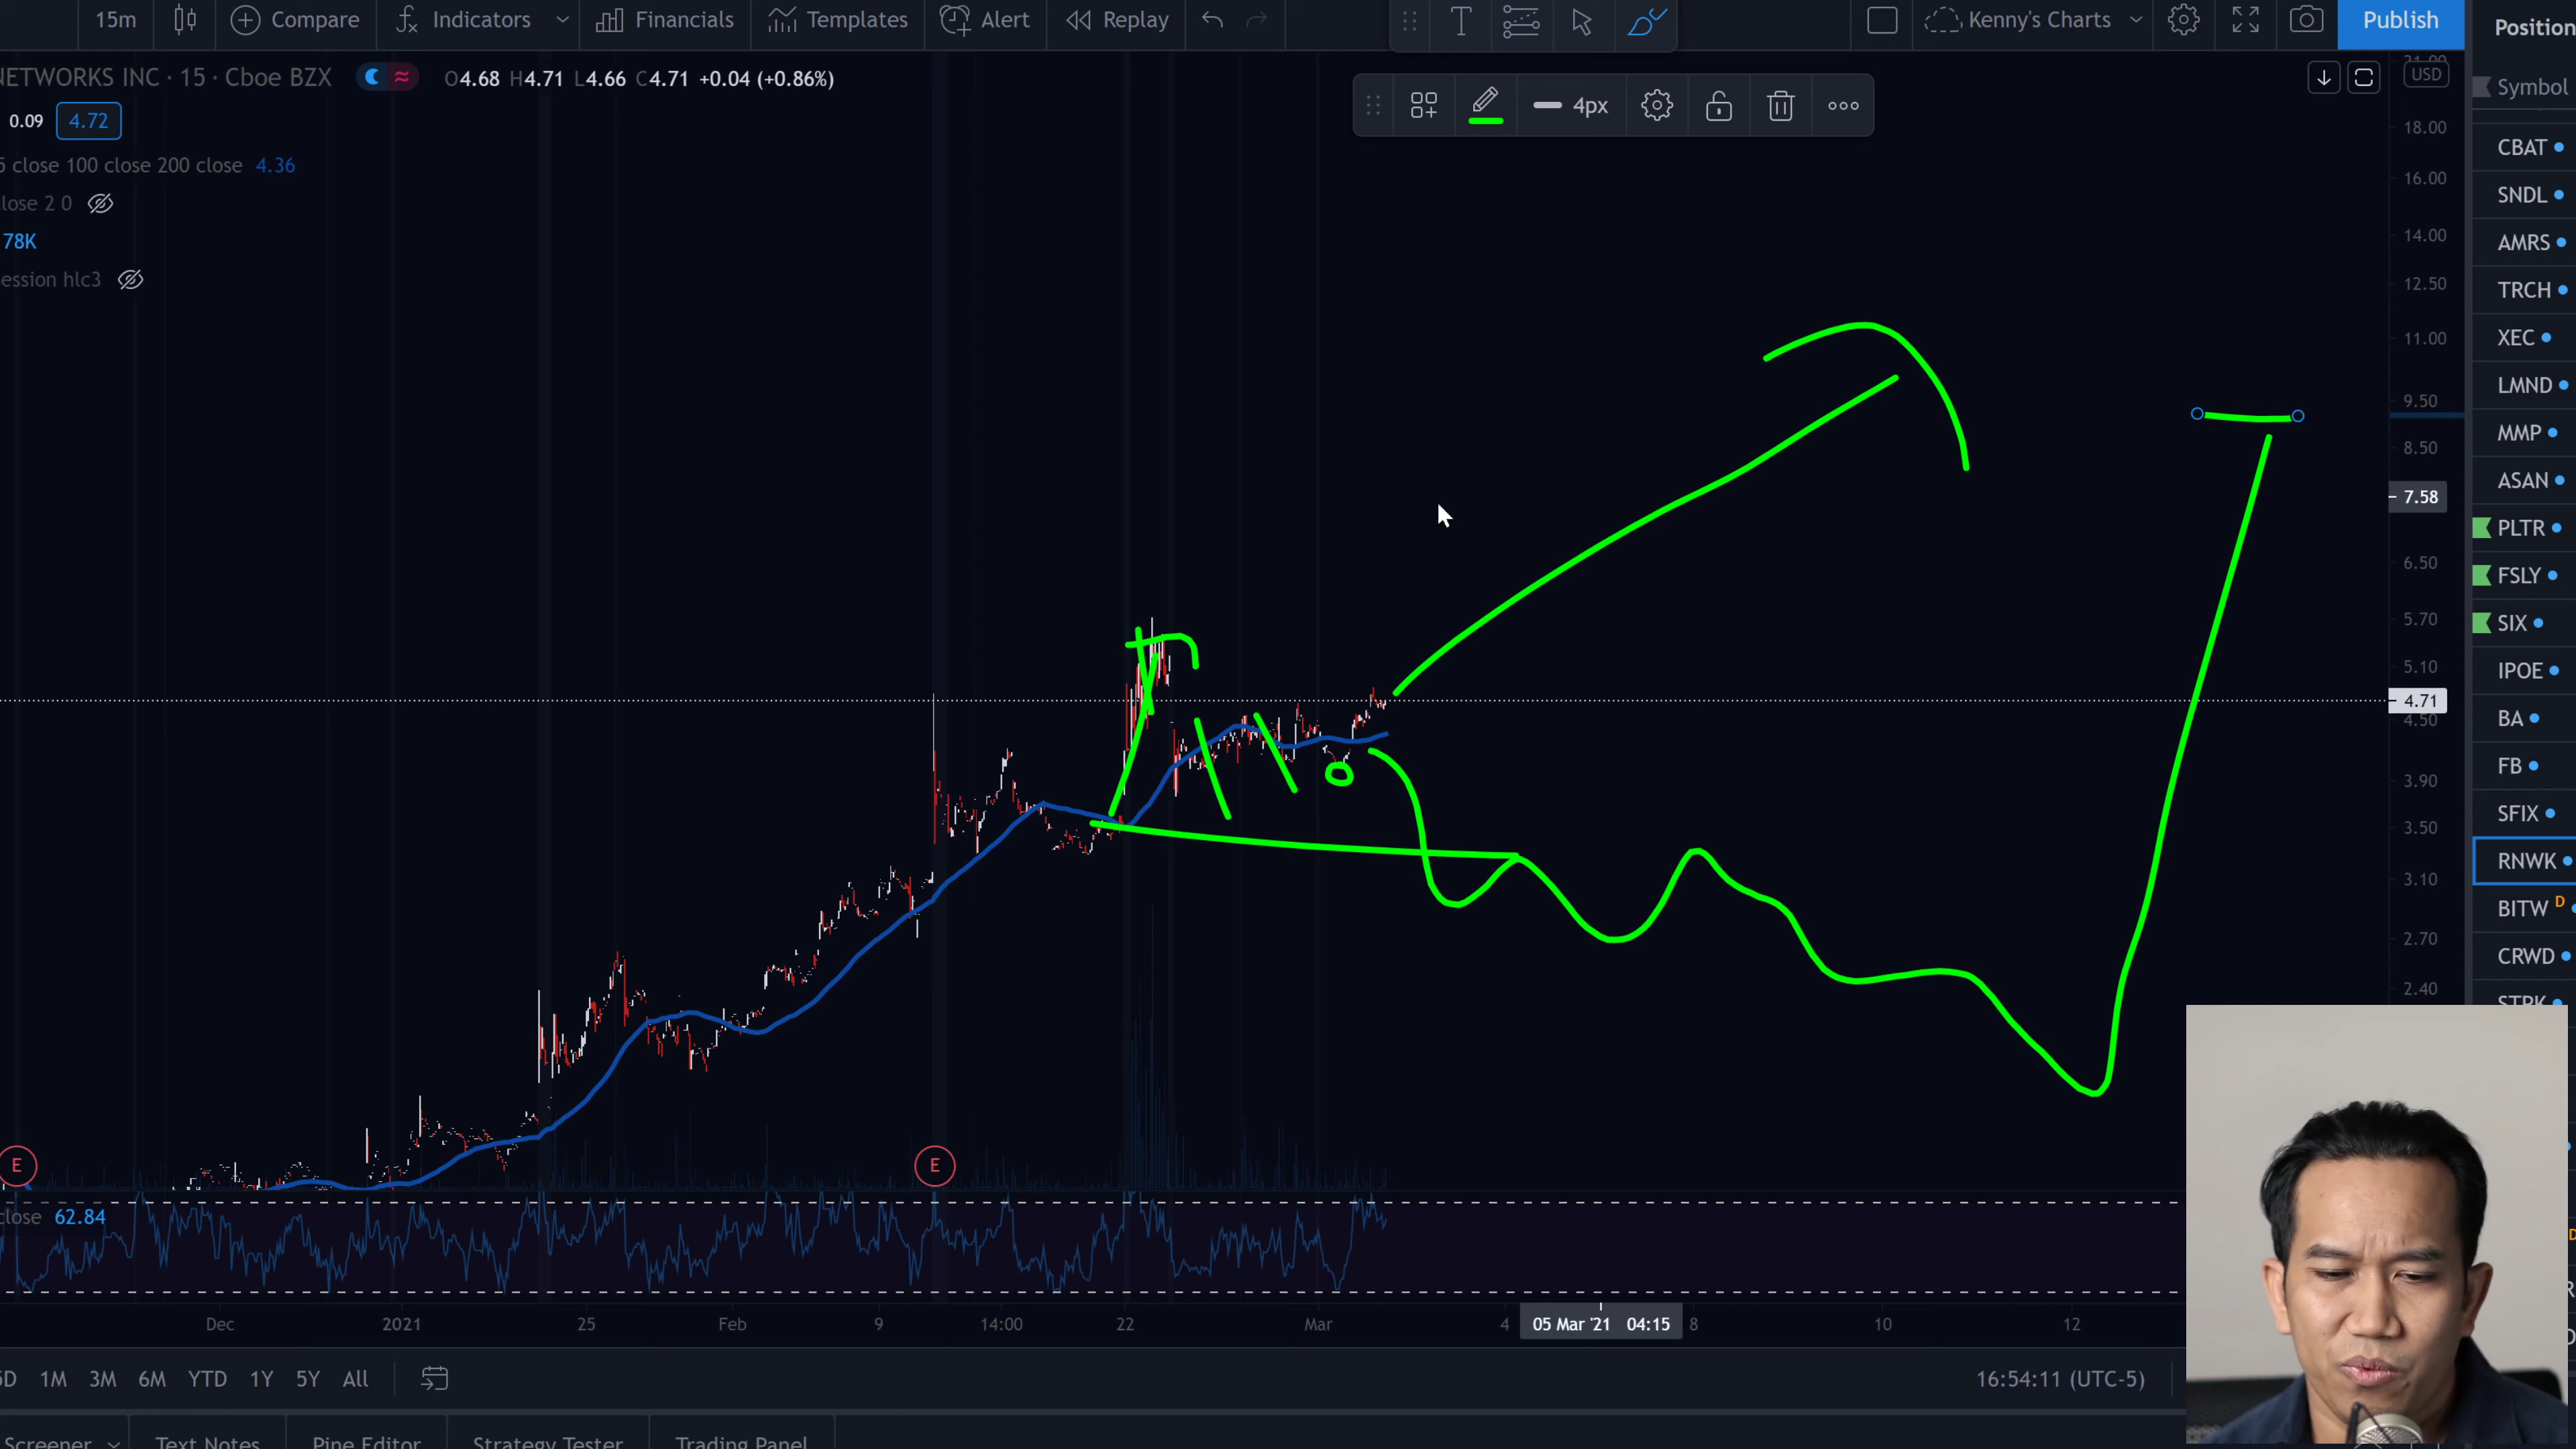 15m Compare Indicators Financials Templates Alert Replay T Kenny's Charts Publish
Position
NETWORKS INC · 15 · Cboe BZX O4.68 H4.71 L4.66 C4.71 +0.04 (+0.86%)
USD
Symbol
0.09 4.72
4px
5 close 100 close 200 close 4.36
lose 2 0
78K
ession hlc3
21.00
18.00
16.00
14.00
12.50
11.00
9.50
8.50
7.58
6.50
5.70
5.10
4.71
4.50
3.90
3.50
3.10
2.70
2.40
CBAT
SNDL
AMRS
TRCH
XEC
LMND
MMP
ASAN
PLTR
FSLY
SIX
IPOE
BA
FB
SFIX
RNWK
BITW D
CRWD
E
E
close 62.84
Dec 2021 25 Feb 9 14:00 22 Mar 4 05 Mar '21 04:15 8 10 12
5D 1M 3M 6M YTD 1Y 5Y All
16:54:11 (UTC-5)
Screener Text Notes Pine Editor Strategy Tester Trading Panel